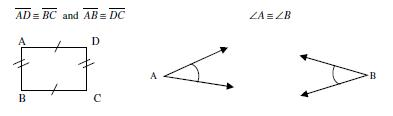 AD ≅ BC and AB ≅ DC
∠A ≅ ∠B
A D
B C
A
B